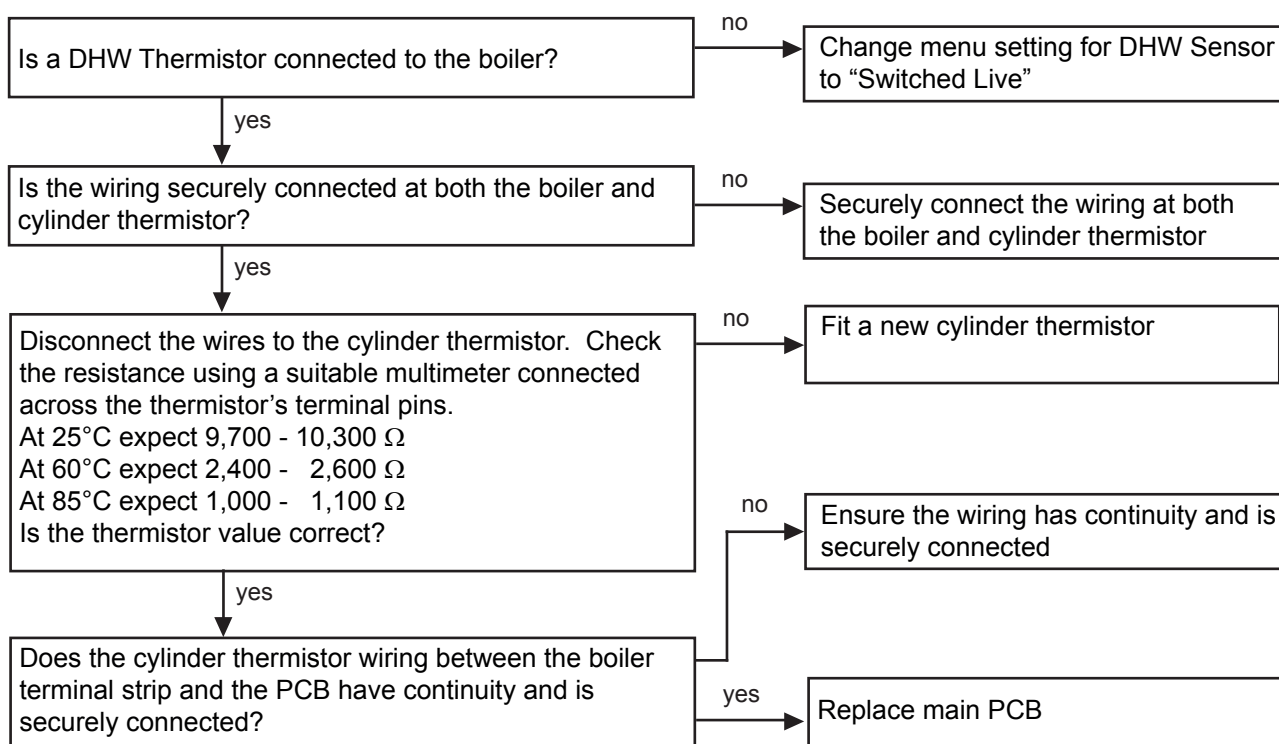 Is a DHW Thermistor connected to the boiler?
no
Change menu setting for DHW Sensor
to “Switched Live”
yes
Is the wiring securely connected at both the boiler and
cylinder thermistor?
no
Securely connect the wiring at both
the boiler and cylinder thermistor
yes
Disconnect the wires to the cylinder thermistor.  Check
the resistance using a suitable multimeter connected
across the thermistor’s terminal pins.
At 25°C expect 9,700 - 10,300 Ω
At 60°C expect 2,400 -   2,600 Ω
At 85°C expect 1,000 -   1,100 Ω
Is the thermistor value correct?
no
Fit a new cylinder thermistor
yes
Does the cylinder thermistor wiring between the boiler
terminal strip and the PCB have continuity and is
securely connected?
no
Ensure the wiring has continuity and is
securely connected
yes
Replace main PCB